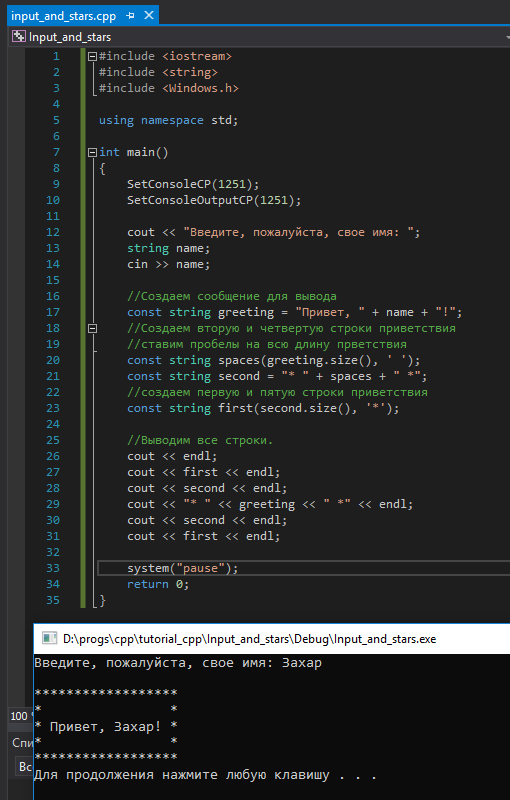 input_and_stars.cpp
Input_and_stars
1 #include <iostream>
2 #include <string>
3 #include <Windows.h>
4
5 using namespace std;
6
7 int main()
8 {
9 SetConsoleCP(1251);
10 SetConsoleOutputCP(1251);
11
12 cout << "Введите, пожалуйста, свое имя: ";
13 string name;
14 cin >> name;
15
16 //Создаем сообщение для вывода
17 const string greeting = "Привет, " + name + "!";
18 //Создаем вторую и четвертую строки приветствия
19 //ставим пробелы на всю длину прветствия
20 const string spaces(greeting.size(), ' ');
21 const string second = "* " + spaces + " *";
22 //создаем первую и пятую строки приветствия
23 const string first(second.size(), '*');
24
25 //Выводим все строки.
26 cout << endl;
27 cout << first << endl;
28 cout << second << endl;
29 cout << "* " << greeting << " *" << endl;
30 cout << second << endl;
31 cout << first << endl;
32
33 system("pause");
34 return 0;
35 }
100 %
Спи
Вс
D:\progs\cpp\tutorial_cpp\Input_and_stars\Debug\Input_and_stars.exe
Введите, пожалуйста, свое имя: Захар
******************
*                *
* Привет, Захар! *
*                *
******************
Для продолжения нажмите любую клавишу . . .